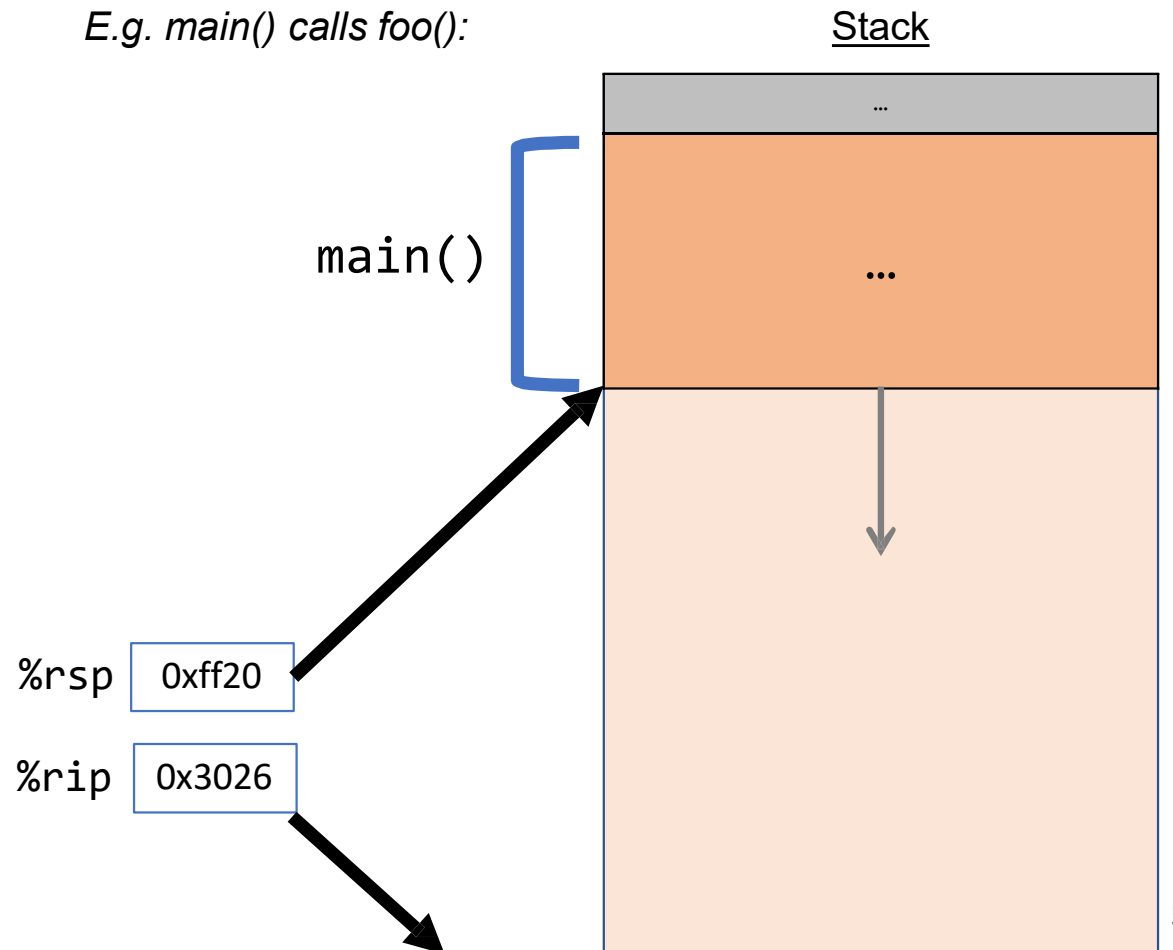 E.g. main() calls foo():
Stack
...
main()
...
%rsp 0xff20
%rip 0x3026